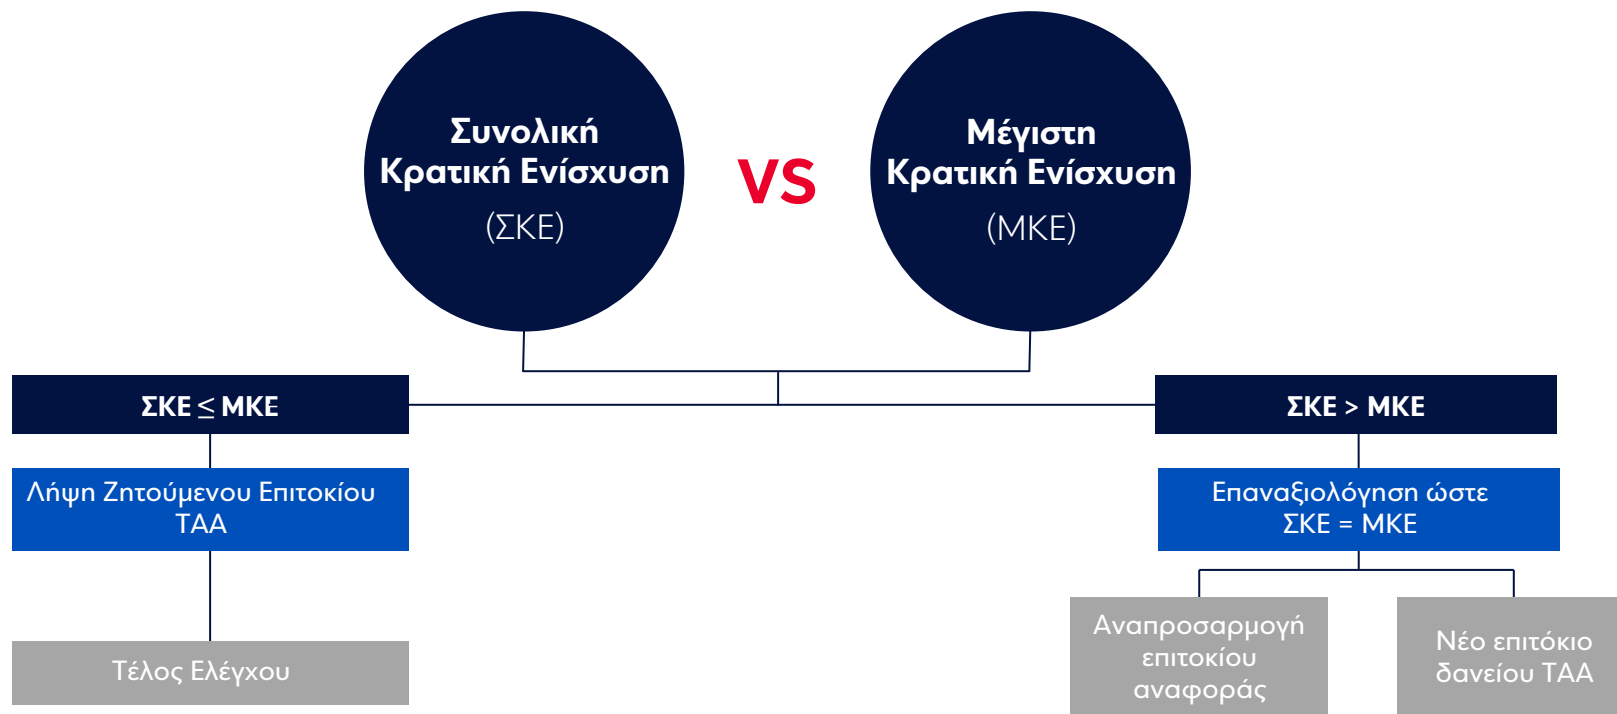 Συνολική
Κρατική Ενίσχυση
(ΣΚΕ)
VS
Μέγιστη
Κρατική Ενίσχυση
(ΜΚΕ)
ΣΚΕ ≤ ΜΚΕ
ΣΚΕ > ΜΚΕ
Λήψη Ζητούμενου Επιτοκίου
ΤΑΑ
Επαναξιολόγηση ώστε
ΣΚΕ = ΜΚΕ
Τέλος Ελέγχου
Αναπροσαρμογή
επιτοκίου
αναφοράς
Νέο επιτόκιο
δανείου ΤΑΑ